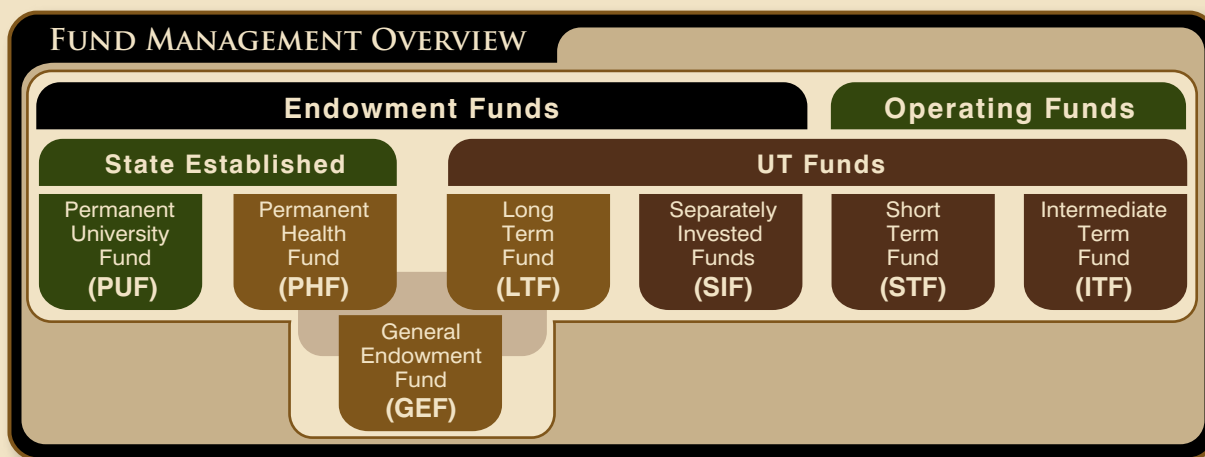 FUND MANAGEMENT OVERVIEW
Endowment Funds
Operating Funds
State Established
UT Funds
Permanent
University
Fund
(PUF)
Permanent
Health
Fund
(PHF)
Long
Term
Fund
(LTF)
Separately
Invested
Funds
(SIF)
Short
Term
Fund
(STF)
Intermediate
Term
Fund
(ITF)
General
Endowment
Fund
(GEF)